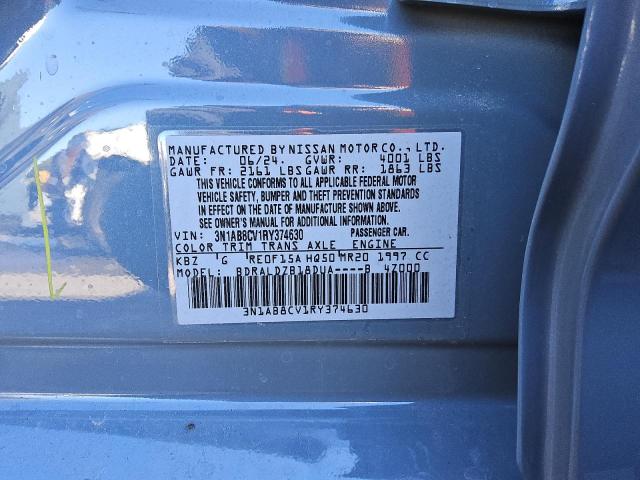 MANUFACTURED BY NISSAN MOTOR CO., LTD.
DATE: 06/24. GVWR: 4001 LBS
GAWR FR: 2161 LBS GAWR RR: 1863 LBS
THIS VEHICLE CONFORMS TO ALL APPLICABLE FEDERAL MOTOR
VEHICLE SAFETY, BUMPER AND THEFT PREVENTION STANDARDS
IN EFFECT ON THE DATE OF MANUFACTURE SHOWN ABOVE.
SEE OWNER'S MANUAL FOR ADDITIONAL INFORMATION.
VIN: 3N1AB8CV1RY374630 PASSENGER CAR.
COLOR TRIM TRANS AXLE ENGINE
KBZ 'G RE0F15A HQ50 MR20 1997 CC
MODEL: BDRALDZB18DUA----B 47000
3N1AB8CV1RY374630